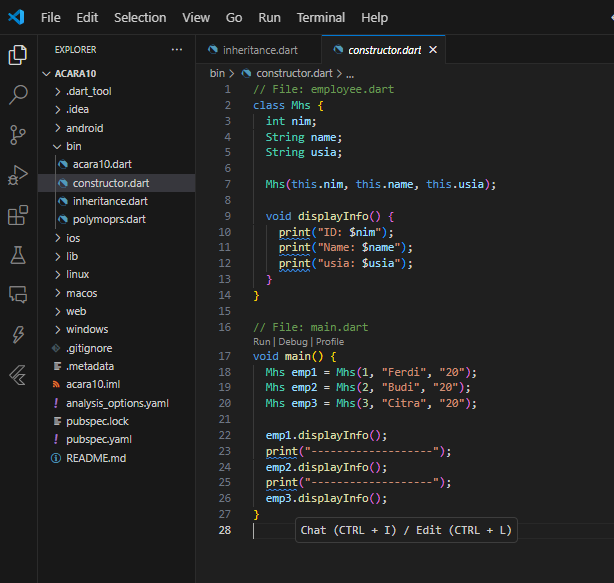 File Edit Selection View Go Run Terminal Help
EXPLORER ...
ACARA10
.dart_tool
.idea
android
bin
acara10.dart
constructor.dart
inheritance.dart
polymoprs.dart
ios
lib
linux
macos
web
windows
.gitignore
.metadata
acara10.iml
analysis_options.yaml
pubspec.lock
pubspec.yaml
README.md
inheritance.dart constructor.dart
bin > constructor.dart > ...
1 // File: employee.dart
2 class Mhs {
3 int nim;
4 String name;
5 String usia;
6
7 Mhs(this.nim, this.name, this.usia);
8
9 void displayInfo() {
10 print("ID: $nim");
11 print("Name: $name");
12 print("usia: $usia");
13 }
14 }
15
16 // File: main.dart
Run | Debug | Profile
17 void main() {
18 Mhs emp1 = Mhs(1, "Ferdi", "20");
19 Mhs emp2 = Mhs(2, "Budi", "20");
20 Mhs emp3 = Mhs(3, "Citra", "20");
21
22 emp1.displayInfo();
23 print("-------------------");
24 emp2.displayInfo();
25 print("-------------------");
26 emp3.displayInfo();
27 }
28
Chat (CTRL + I) / Edit (CTRL + L)